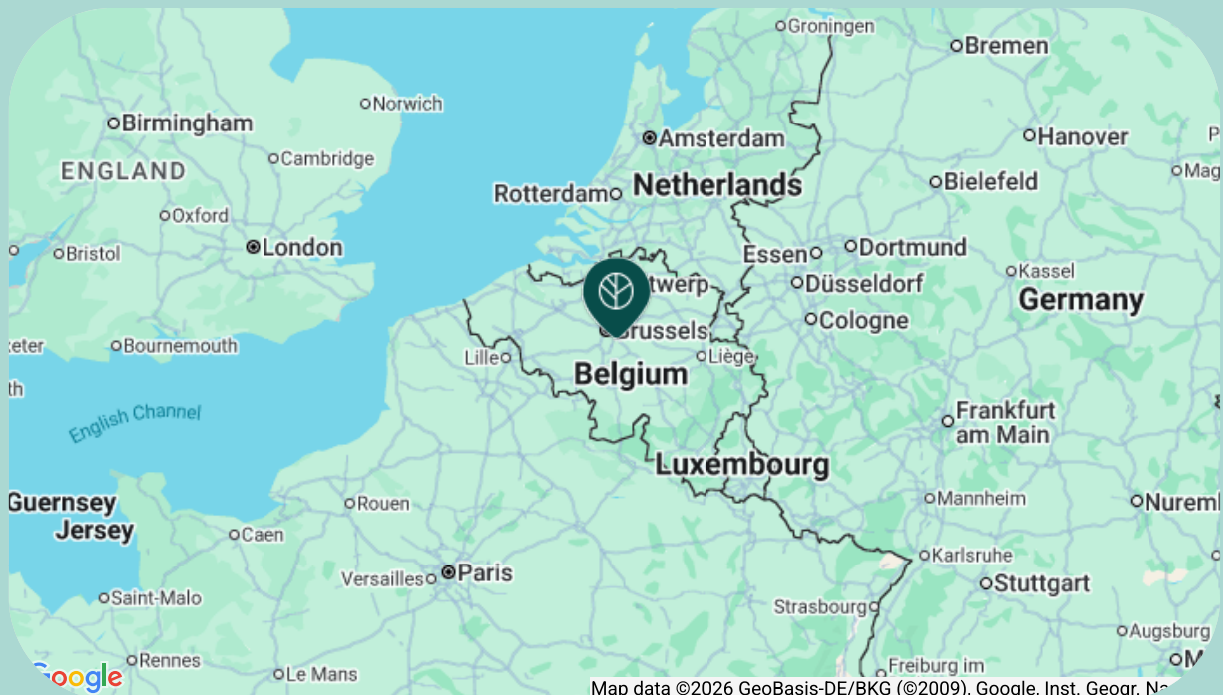 Groningen
Bremen
Norwich
Birmingham
Amsterdam
Hanover
Cambridge
ENGLAND
Netherlands
Rotterdam
Bielefeld
Mag
Oxford
London
Bristol
Essen
Dortmund
Kassel
twerp
Düsseldorf
Germany
Cologne
Brussels
Bournemouth
eter
Lille
Liège
Belgium
th
English Channel
Frankfurt
am Main
Luxembourg
Guernsey
Jersey
Rouen
Mannheim
Nurem
Caen
Karlsruhe
Versailles
Paris
Stuttgart
Saint-Malo
Strasbourg
Augsburg
Rennes
Le Mans
Freiburg im
M
Google
Map data ©2026 GeoBasis-DE/BKG (©2009), Google, Inst. Geogr. Na